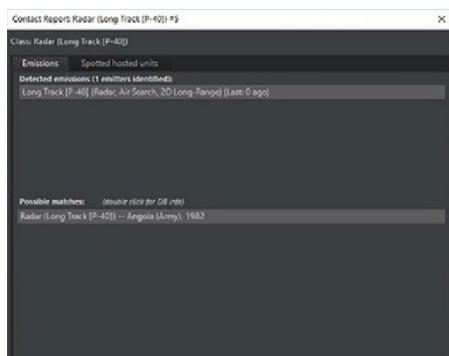 Contact Report: Radar (Long Track [P-40]) #5
Class: Radar (Long Track [P-40])
Emissions Spotted hosted units
Detected emissions (1 emitters identified):
Long Track [P-40] (Radar, Air Search, 2D Long-Range) (Last: 0 ago)
Possible matches: (double click for DB info)
Radar (Long Track [P-40]) -- Angola (Army), 1982